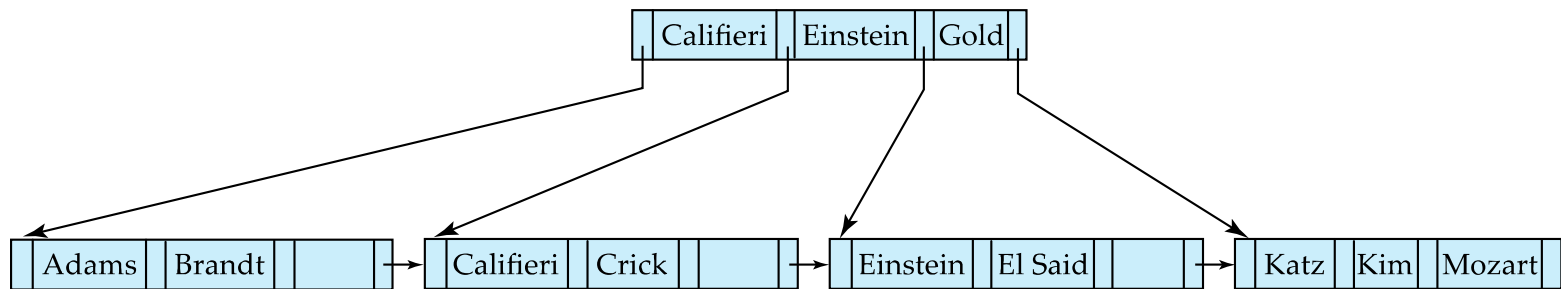 Califieri Einstein Gold
Adams Brandt Califieri Crick Einstein El Said Katz Kim Mozart